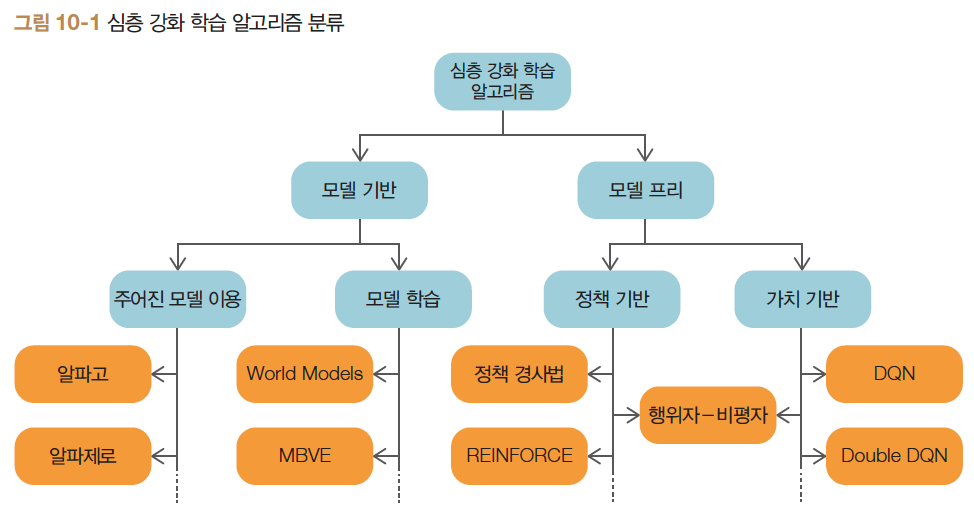 그림 10-1 심층 강화 학습 알고리즘 분류
심층 강화 학습
알고리즘
모델 기반
모델 프리
주어진 모델 이용
모델 학습
정책 기반
가치 기반
알파고
World Models
정책 경사법
DQN
행위자-비평자
알파제로
MBVE
REINFORCE
Double DQN